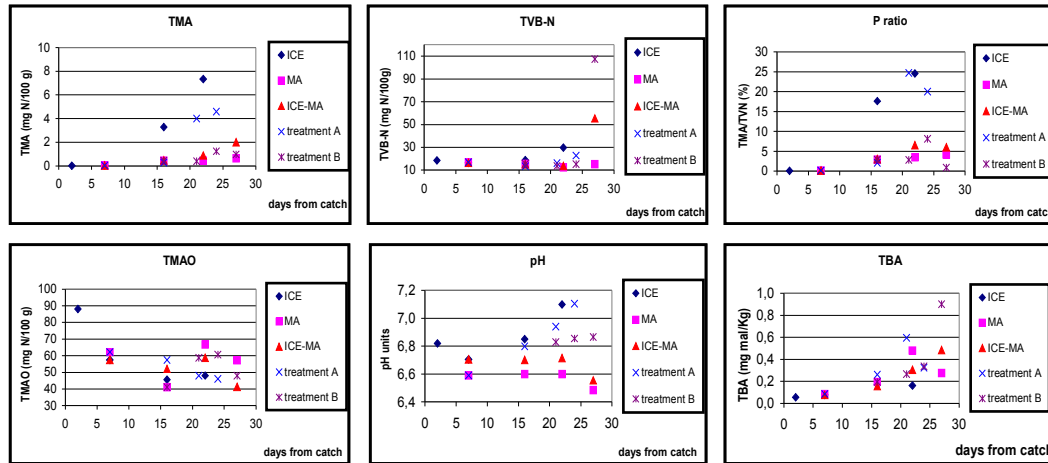 TMA
TMA (mg N/100 g)
10
8
6
4
2
0
0 5 10 15 20 25 30
days from catch
ICE
MA
ICE-MA
treatment A
treatment B
TVB-N
TVB-N (mg N/100g)
110
90
70
50
30
10
0 5 10 15 20 25 30
days from catch
ICE
MA
ICE-MA
treatment A
treatment B
P ratio
TMA/TVN (%)
30
25
20
15
10
5
0
0 5 10 15 20 25 30
days from catch
ICE
MA
ICE-MA
treatment A
treatment B
TMAO
TMAO (mg N/100 g)
100
90
80
70
60
50
40
30
0 5 10 15 20 25 30
days from catch
ICE
MA
ICE-MA
treatment A
treatment B
pH
pH units
7,2
7,0
6,8
6,6
6,4
0 5 10 15 20 25 30
days from catch
ICE
MA
ICE-MA
treatment A
treatment B
TBA
TBA (mg mal/Kg)
1,0
0,8
0,6
0,4
0,2
0,0
0 5 10 15 20 25 30
days from catch
ICE
MA
ICE-MA
treatment A
treatment B